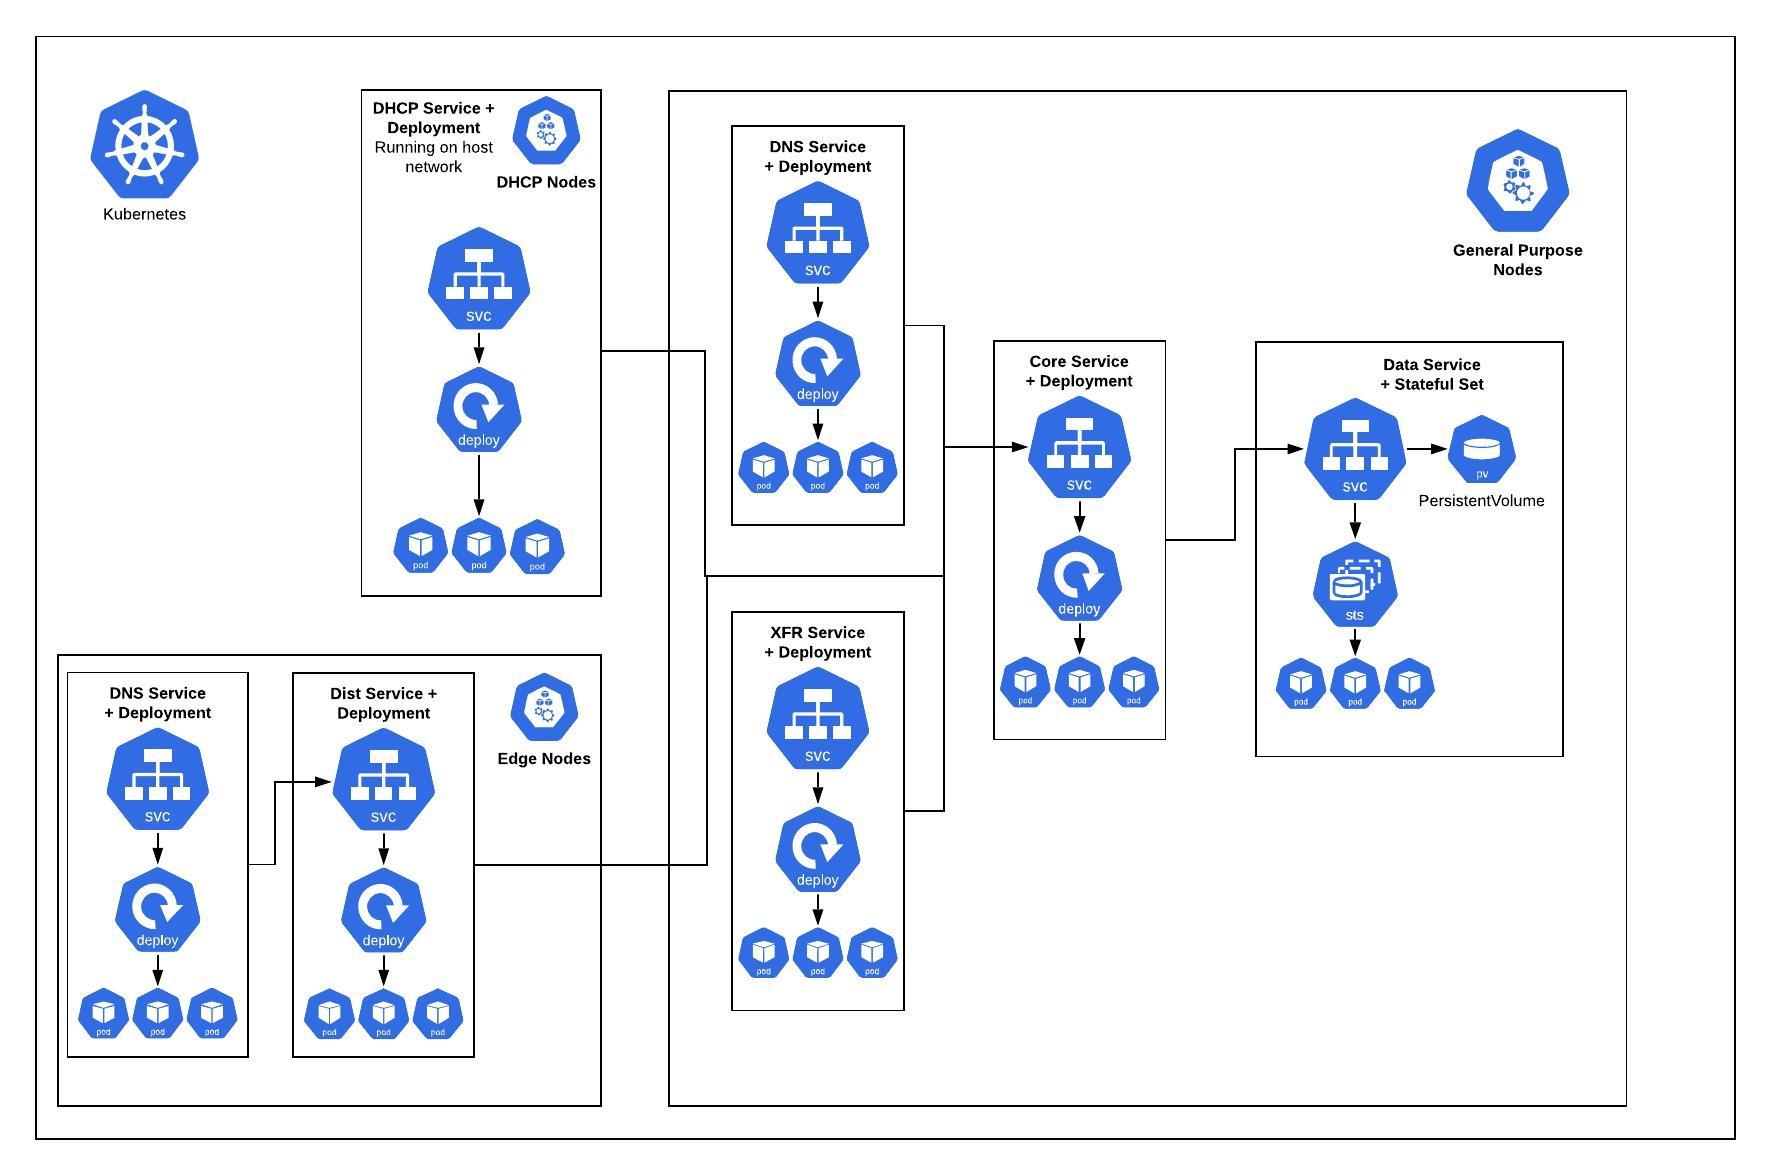 Kubernetes
DHCP Service +
Deployment
Running on host
network
DHCP Nodes
svc
deploy
pod
pod
pod
DNS Service
+ Deployment
svc
deploy
pod
pod
pod
General Purpose
Nodes
Core Service
+ Deployment
svc
deploy
pod
pod
pod
Data Service
+ Stateful Set
svc
pv
PersistentVolume
sts
pod
pod
pod
DNS Service
+ Deployment
svc
deploy
pod
pod
pod
Dist Service +
Deployment
svc
deploy
pod
pod
pod
Edge Nodes
XFR Service
+ Deployment
svc
deploy
pod
pod
pod